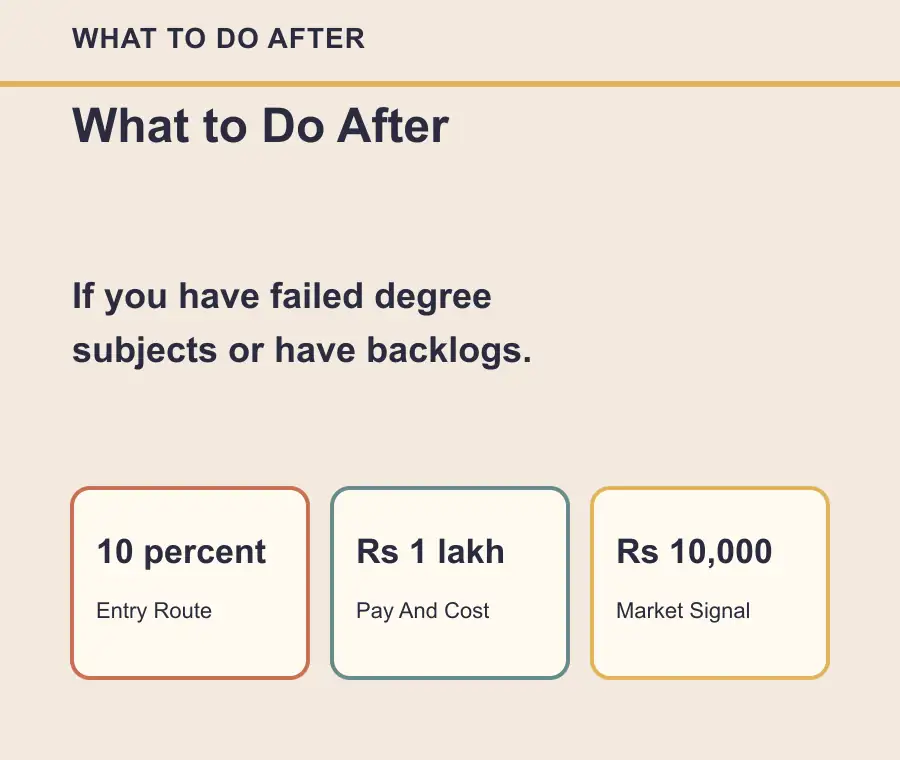 WHAT TO DO AFTER
What to Do After
If you have failed degree
subjects or have backlogs.
10 percent
Entry Route
Rs 1 lakh
Pay And Cost
Rs 10,000
Market Signal